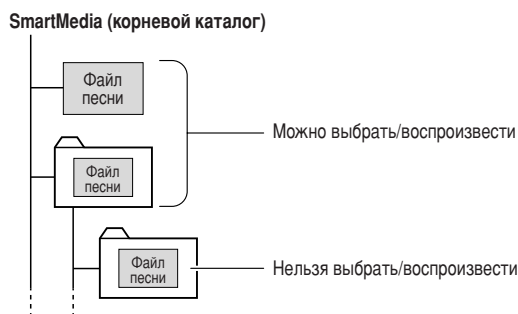 SmartMedia (корневой каталог)
Файл
песни
Можно выбрать/воспроизвести
Файл
песни
Файл
песни
Нельзя выбрать/воспроизвести